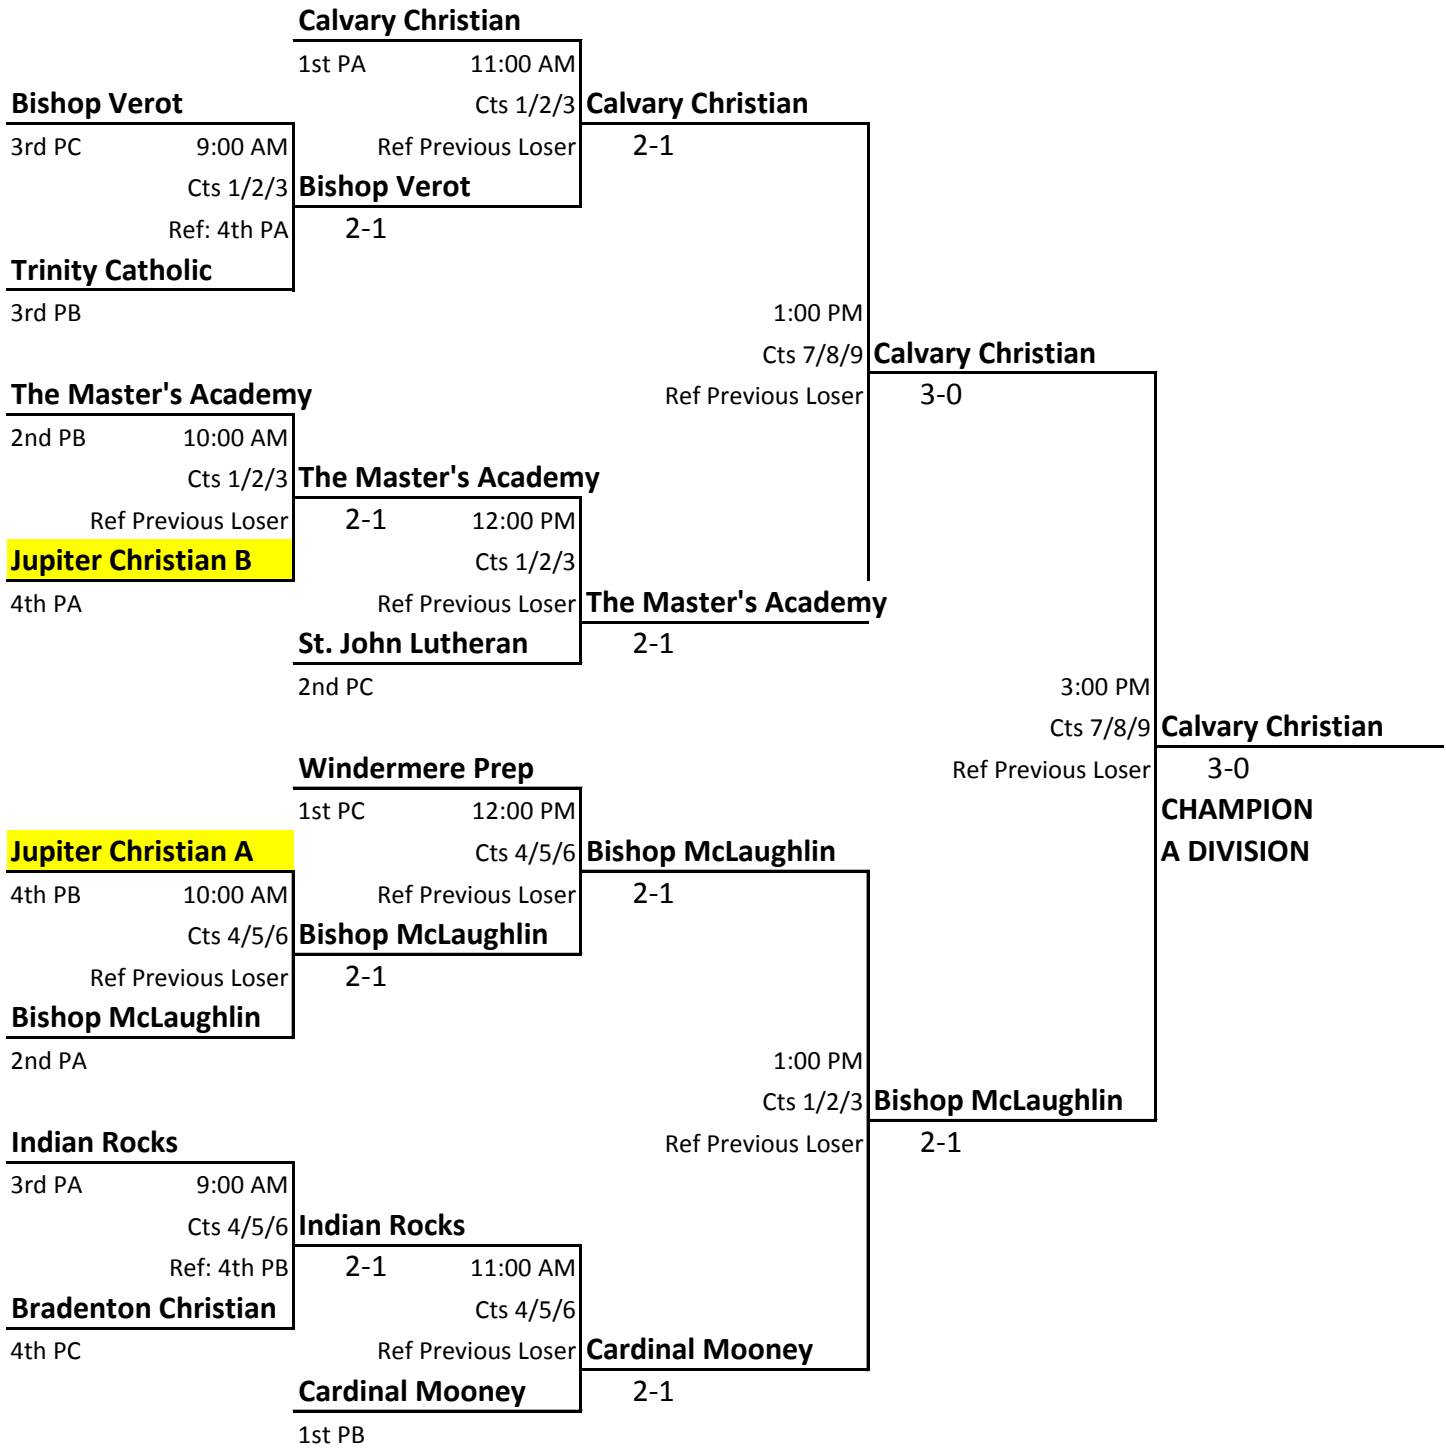 Calvary Christian
1st PA 11:00 AM
Bishop Verot Cts 1/2/3 Calvary Christian
3rd PC 9:00 AM Ref Previous Loser 2-1
Cts 1/2/3 Bishop Verot
Ref: 4th PA 2-1
Trinity Catholic
3rd PB 1:00 PM
Cts 7/8/9 Calvary Christian
The Master's Academy Ref Previous Loser 3-0
2nd PB 10:00 AM
Cts 1/2/3 The Master's Academy
Ref Previous Loser 2-1 12:00 PM
Jupiter Christian B Cts 1/2/3
4th PA Ref Previous Loser The Master's Academy
St. John Lutheran 2-1
2nd PC 3:00 PM
Cts 7/8/9 Calvary Christian
Windermere Prep Ref Previous Loser 3-0
1st PC 12:00 PM CHAMPION
Jupiter Christian A Cts 4/5/6 Bishop McLaughlin A DIVISION
4th PB 10:00 AM Ref Previous Loser 2-1
Cts 4/5/6 Bishop McLaughlin
Ref Previous Loser 2-1
Bishop McLaughlin
2nd PA 1:00 PM
Cts 1/2/3 Bishop McLaughlin
Indian Rocks Ref Previous Loser 2-1
3rd PA 9:00 AM
Cts 4/5/6 Indian Rocks
Ref: 4th PB 2-1 11:00 AM
Bradenton Christian Cts 4/5/6
4th PC Ref Previous Loser Cardinal Mooney
Cardinal Mooney 2-1
1st PB